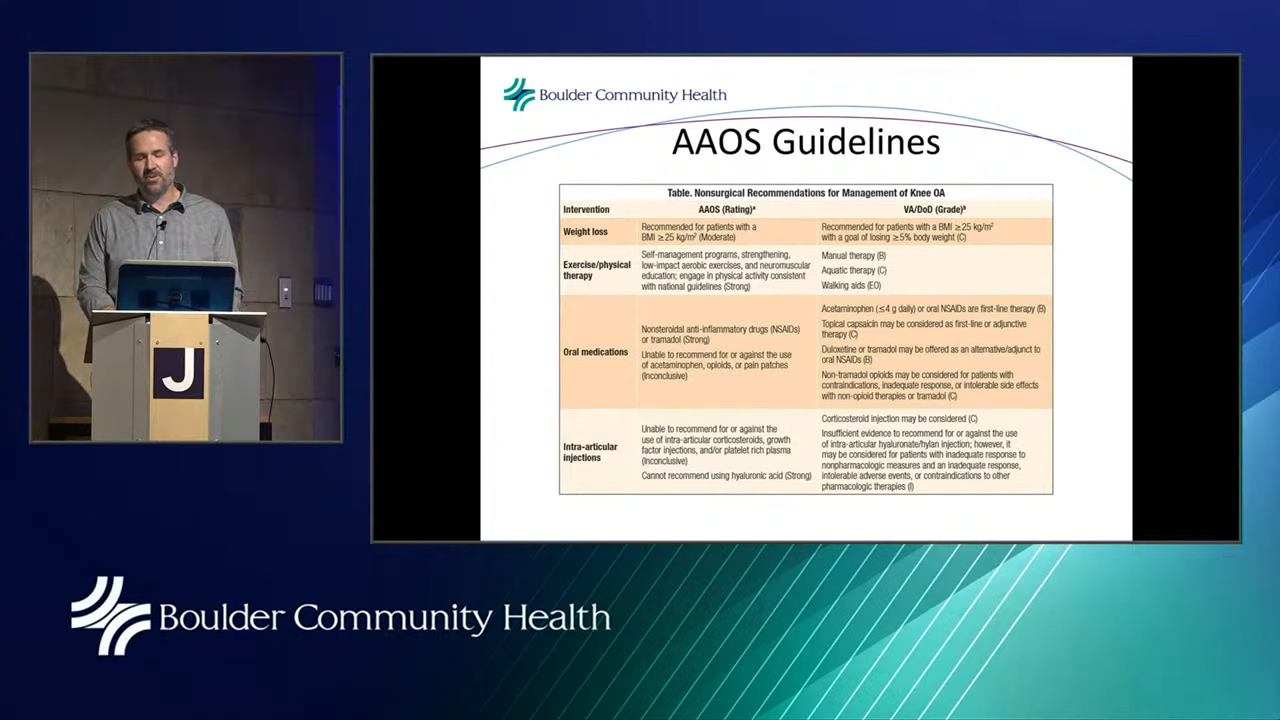 Boulder Community Health
AAOS Guidelines
Table. Nonsurgical Recommendations for Management of Knee OA
Intervention
AAOS (Rating)ᵃ
VA/DoD (Grade)ᵇ
Weight loss
Recommended for patients with a
BMI ≥25 kg/m² (Moderate)
Recommended for patients with a BMI ≥25 kg/m²
with a goal of losing ≥5% body weight (C)
Exercise/physical
therapy
Self-management programs, strengthening,
low-impact aerobic exercises, and neuromuscular
education; engage in physical activity consistent
with national guidelines (Strong)
Manual therapy (B)
Aquatic therapy (C)
Walking aids (EO)
Oral medications
Nonsteroidal anti-inflammatory drugs (NSAIDs)
or tramadol (Strong)
Unable to recommend for or against the use
of acetaminophen, opioids, or pain patches
(Inconclusive)
Acetaminophen (≤4 g daily) or oral NSAIDs are first-line therapy (B)
Topical capsaicin may be considered as first-line or adjunctive
therapy (C)
Duloxetine or tramadol may be offered as an alternative/adjunct to
oral NSAIDs (B)
Non-tramadol opioids may be considered for patients with
contraindications, inadequate response, or intolerable side effects
with non-opioid therapies or tramadol (C)
Intra-articular
injections
Unable to recommend for or against the
use of intra-articular corticosteroids, growth
factor injections, and/or platelet rich plasma
(Inconclusive)
Cannot recommend using hyaluronic acid (Strong)
Corticosteroid injection may be considered (C)
Insufficient evidence to recommend for or against the use
of intra-articular hyaluronate/hylan injection; however, it
may be considered for patients with inadequate response to
nonpharmacologic measures and an inadequate response,
intolerable adverse events, or contraindications to other
pharmacologic therapies (I)
J
Boulder Community Health